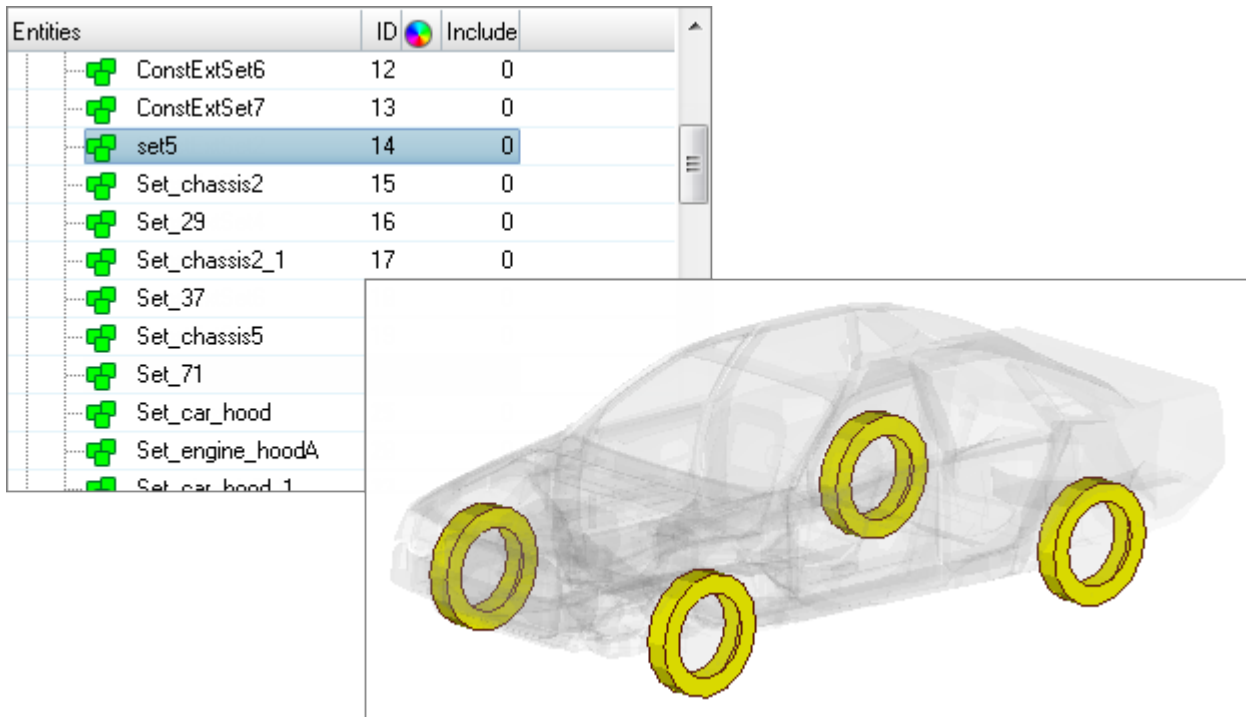 Entities ID Include
ConstExtSet6 12 0
ConstExtSet7 13 0
set5 14 0
Set_chassis2 15 0
Set_29 16 0
Set_chassis2_1 17 0
Set_37
Set_chassis5
Set_71
Set_car_hood
Set_engine_hoodA
Set_car_hood_1